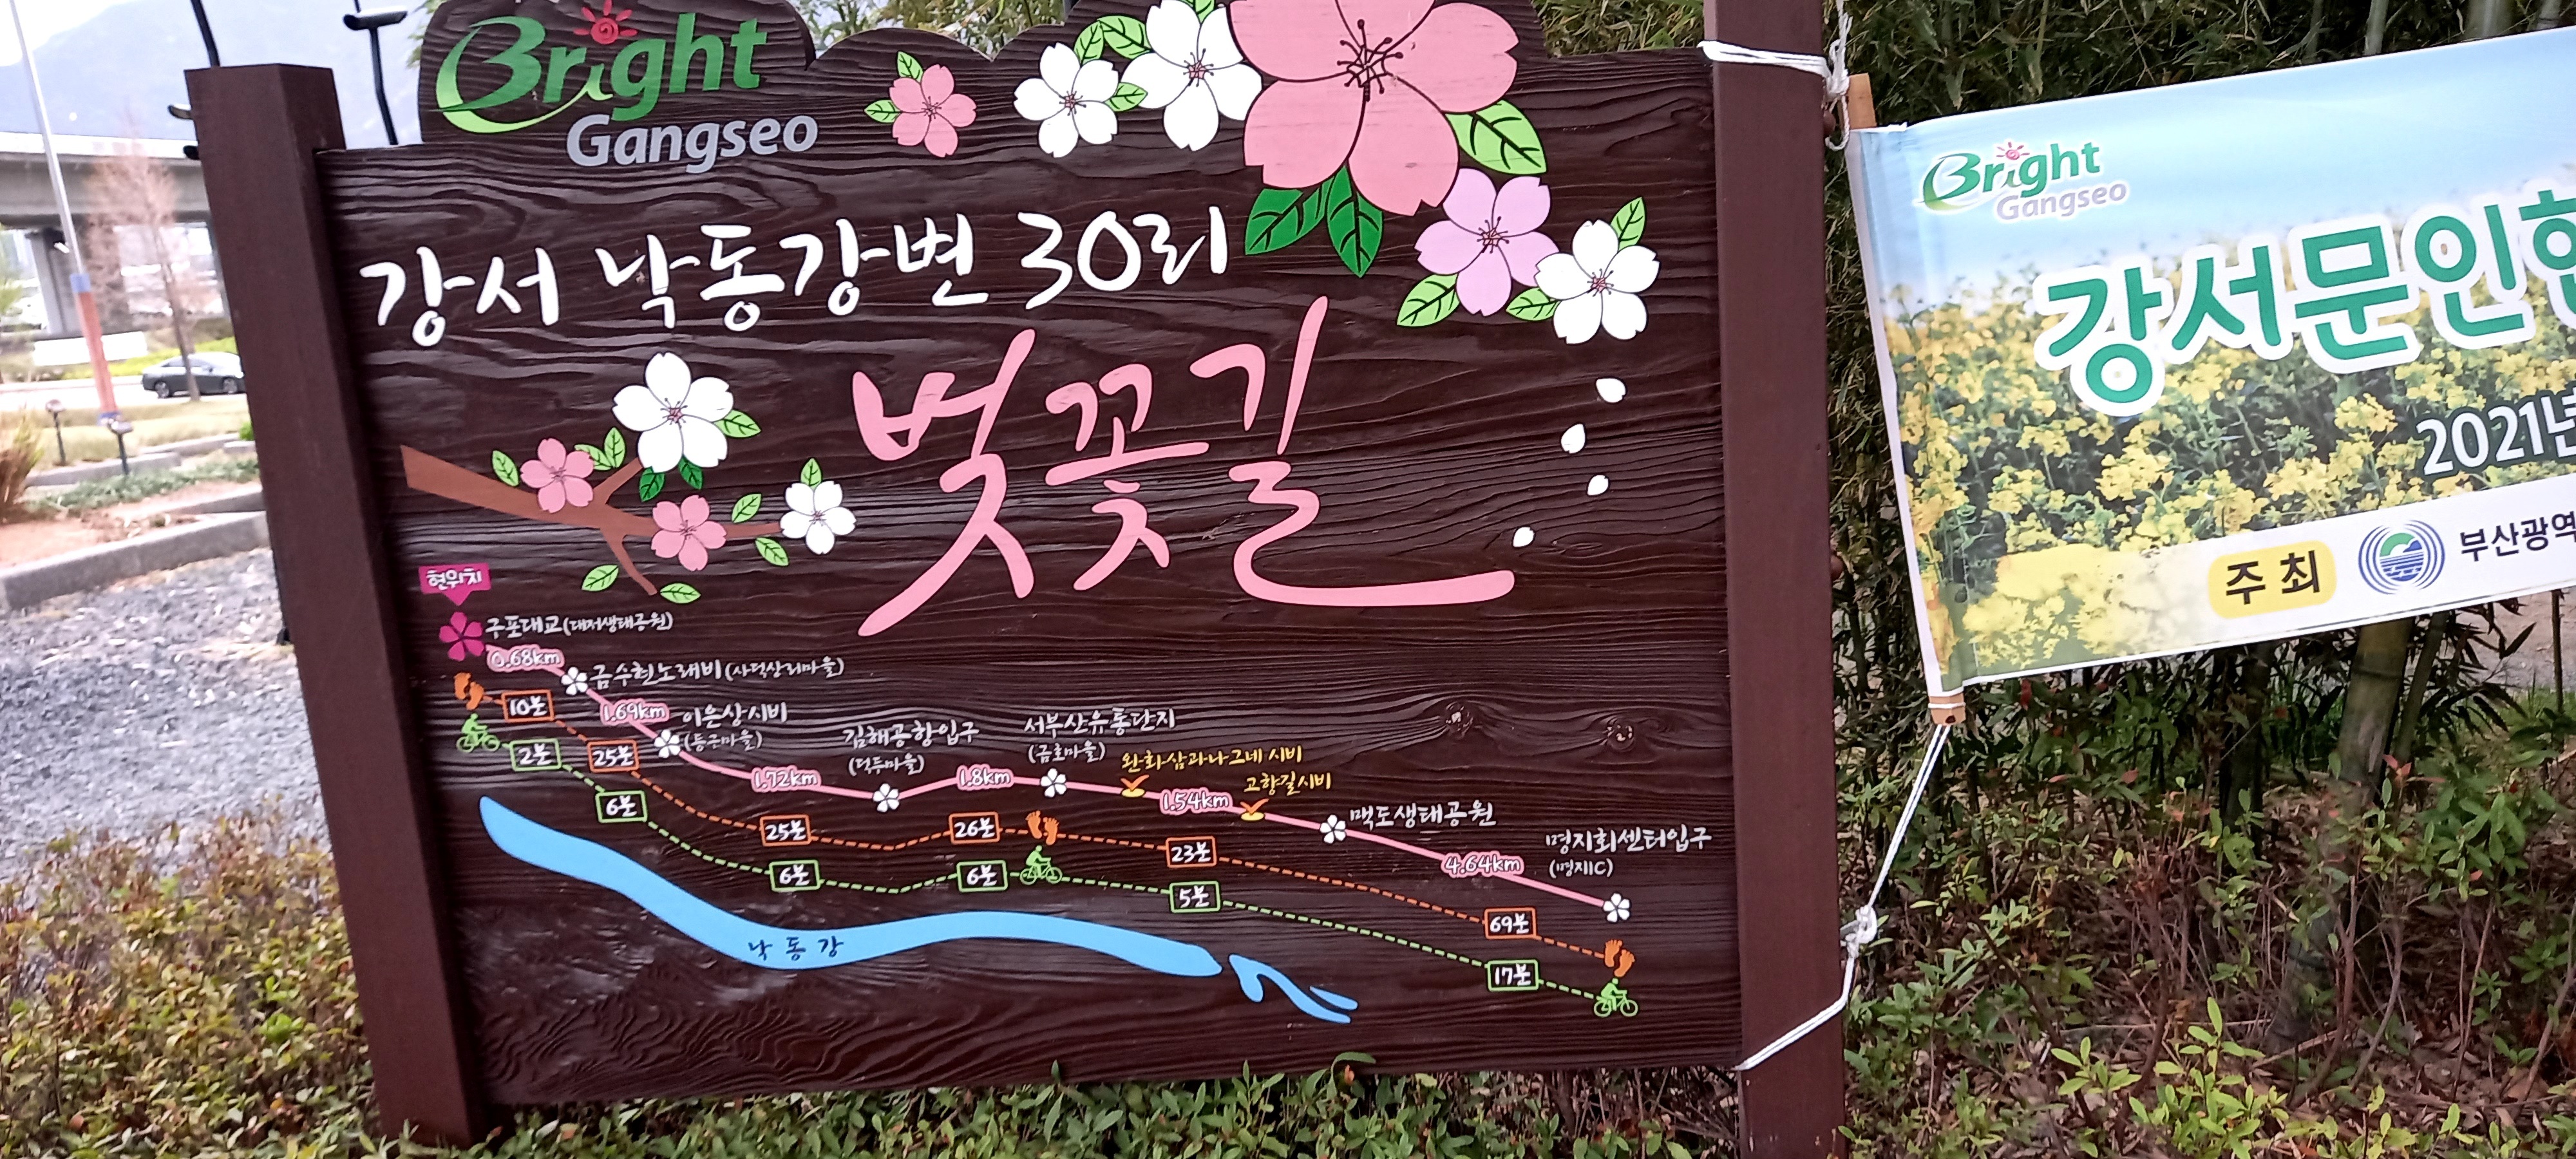 Bright
Gangseo
강서 낙동강변 30리
벚꽃길
현위치
구포대교(대저생태공원)
0.68km
금수현노래비(사덕상리마을)
10분
1.69km
이은상시비
(등구마을)
2분
25분
김해공항입구
(덕두마을)
서부산유통단지
(금호마을)
완화삼과나그네 시비
고향길시비
6분
1.72km
1.8km
1.54km
맥도생태공원
25분
26분
23분
명지회센터입구
(명지IC)
4.64km
6분
6분
5분
69분
17분
낙동강
Bright
Gangseo
강서문인
2021년
주최
부산광역